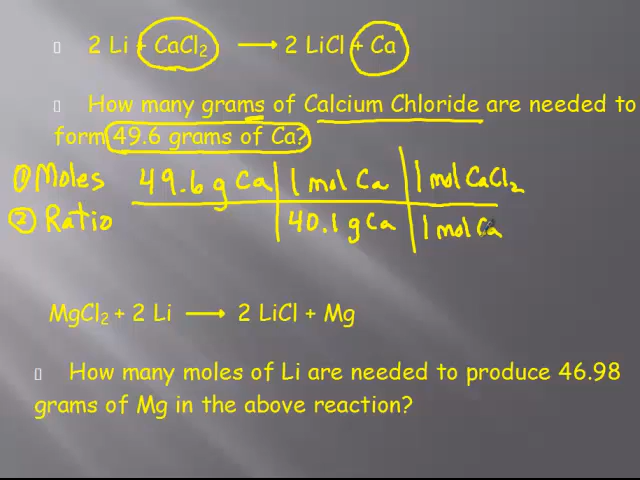 2 Li + CaCl₂ ⟶ 2 LiCl + Ca
How many grams of Calcium Chloride are needed to
form 49.6 grams of Ca?
① Moles 49.6 g Ca 1 mol Ca 1 mol CaCl₂
② Ratio 40.1 g Ca 1 mol Ca
MgCl₂ + 2 Li ⟶ 2 LiCl + Mg
How many moles of Li are needed to produce 46.98
grams of Mg in the above reaction?